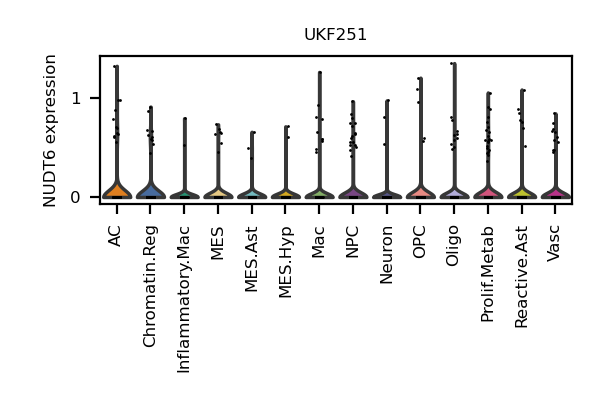 UKF251
NUDT6 expression
1
0
AC
Chromatin.Reg
Inflammatory.Mac
MES
MES.Ast
MES.Hyp
Mac
NPC
Neuron
OPC
Oligo
Prolif.Metab
Reactive.Ast
Vasc